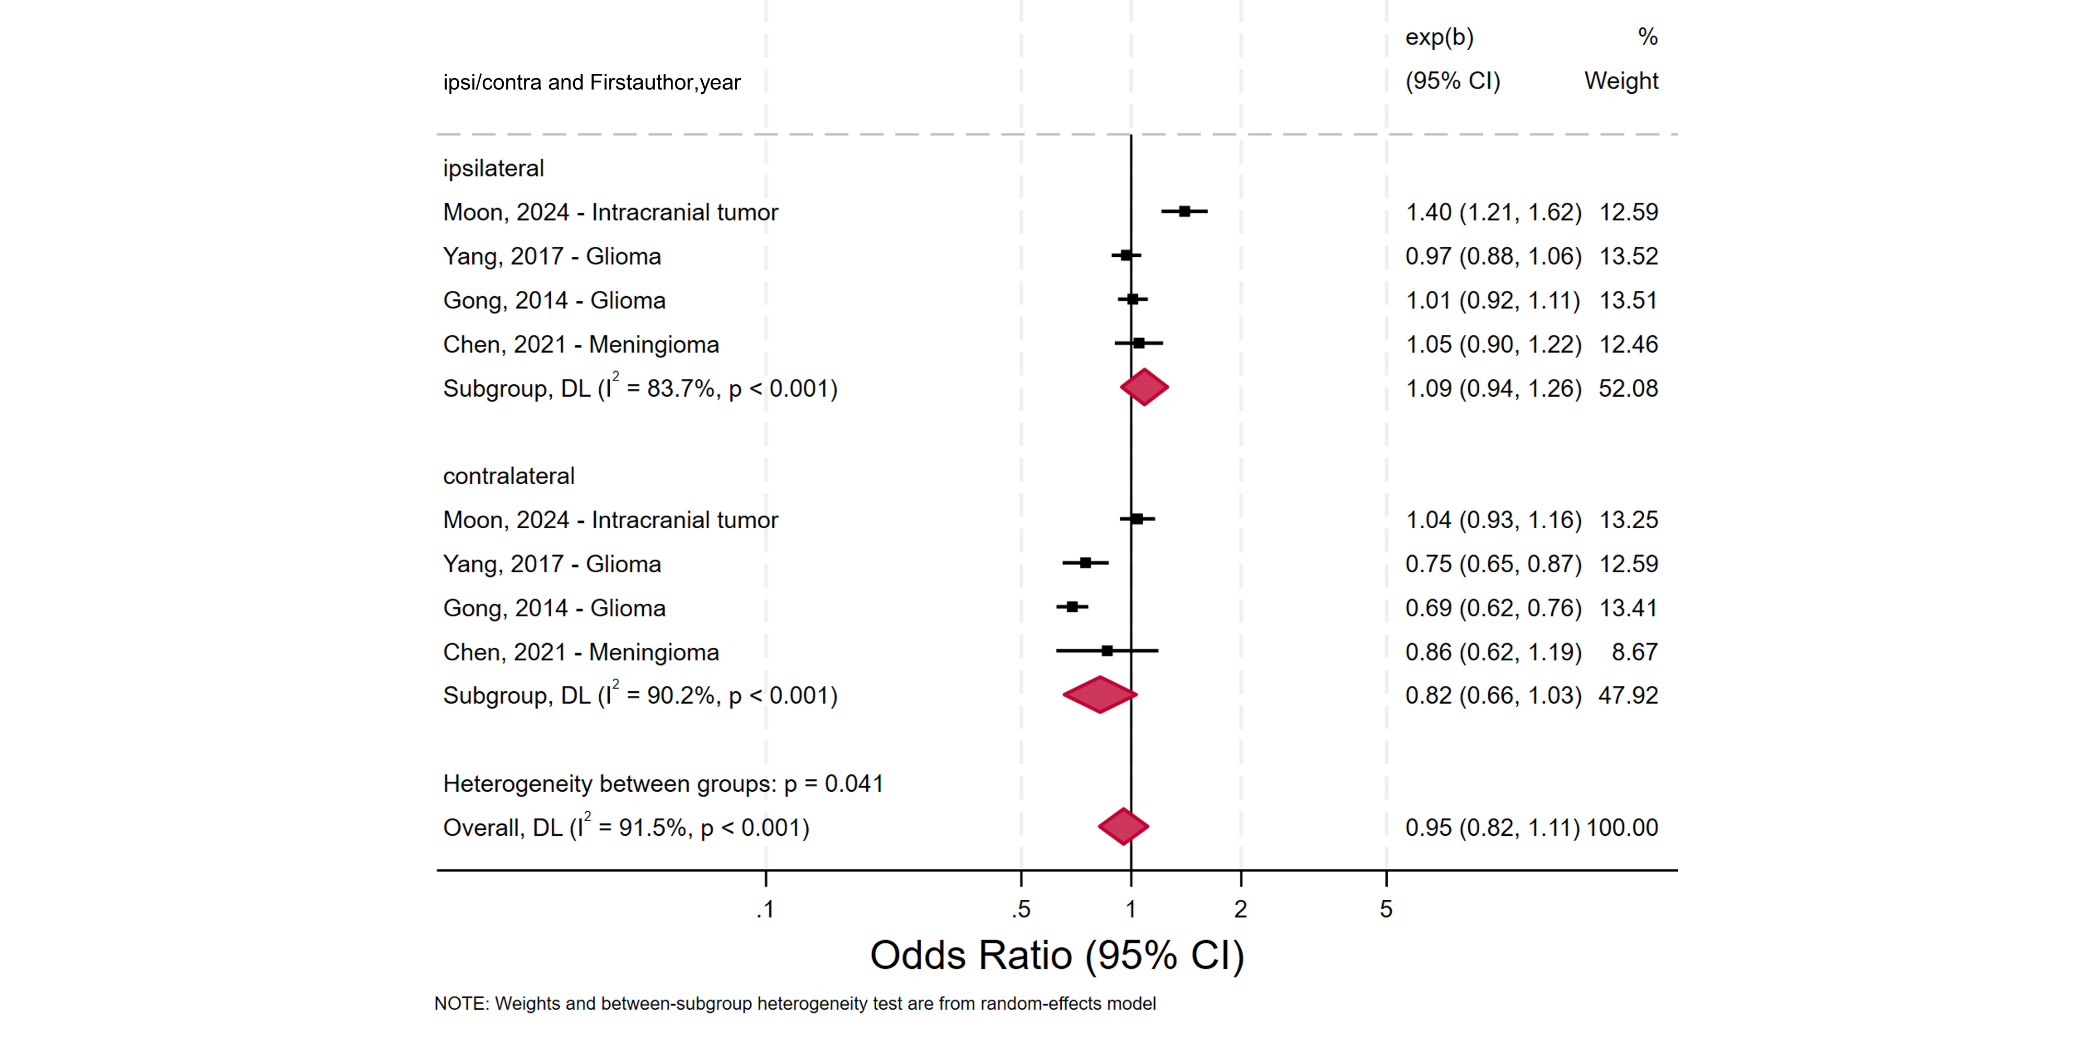 exp(b) %
ipsi/contra and Firstauthor,year (95% CI) Weight
ipsilateral
Moon, 2024 - Intracranial tumor 1.40 (1.21, 1.62) 12.59
Yang, 2017 - Glioma 0.97 (0.88, 1.06) 13.52
Gong, 2014 - Glioma 1.01 (0.92, 1.11) 13.51
Chen, 2021 - Meningioma 1.05 (0.90, 1.22) 12.46
Subgroup, DL (I² = 83.7%, p < 0.001) 1.09 (0.94, 1.26) 52.08
contralateral
Moon, 2024 - Intracranial tumor 1.04 (0.93, 1.16) 13.25
Yang, 2017 - Glioma 0.75 (0.65, 0.87) 12.59
Gong, 2014 - Glioma 0.69 (0.62, 0.76) 13.41
Chen, 2021 - Meningioma 0.86 (0.62, 1.19) 8.67
Subgroup, DL (I² = 90.2%, p < 0.001) 0.82 (0.66, 1.03) 47.92
Heterogeneity between groups: p = 0.041
Overall, DL (I² = 91.5%, p < 0.001) 0.95 (0.82, 1.11) 100.00
.1 .5 1 2 5
Odds Ratio (95% CI)
NOTE: Weights and between-subgroup heterogeneity test are from random-effects model